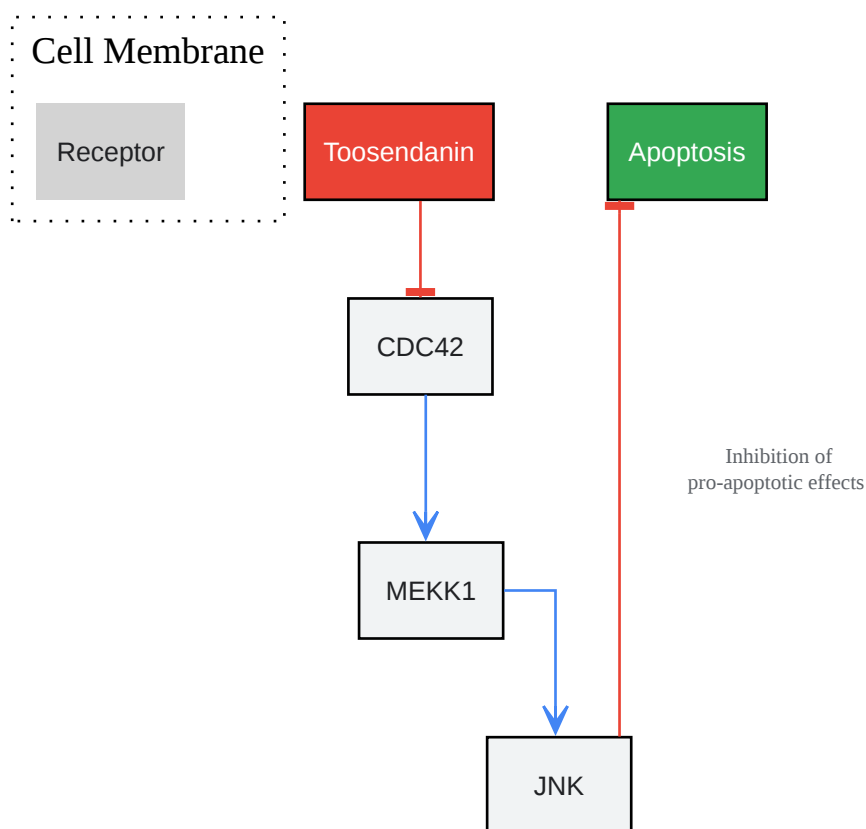 Cell Membrane
Receptor
Toosendanin
Apoptosis
CDC42
Inhibition of
pro-apoptotic effects
MEKK1
JNK